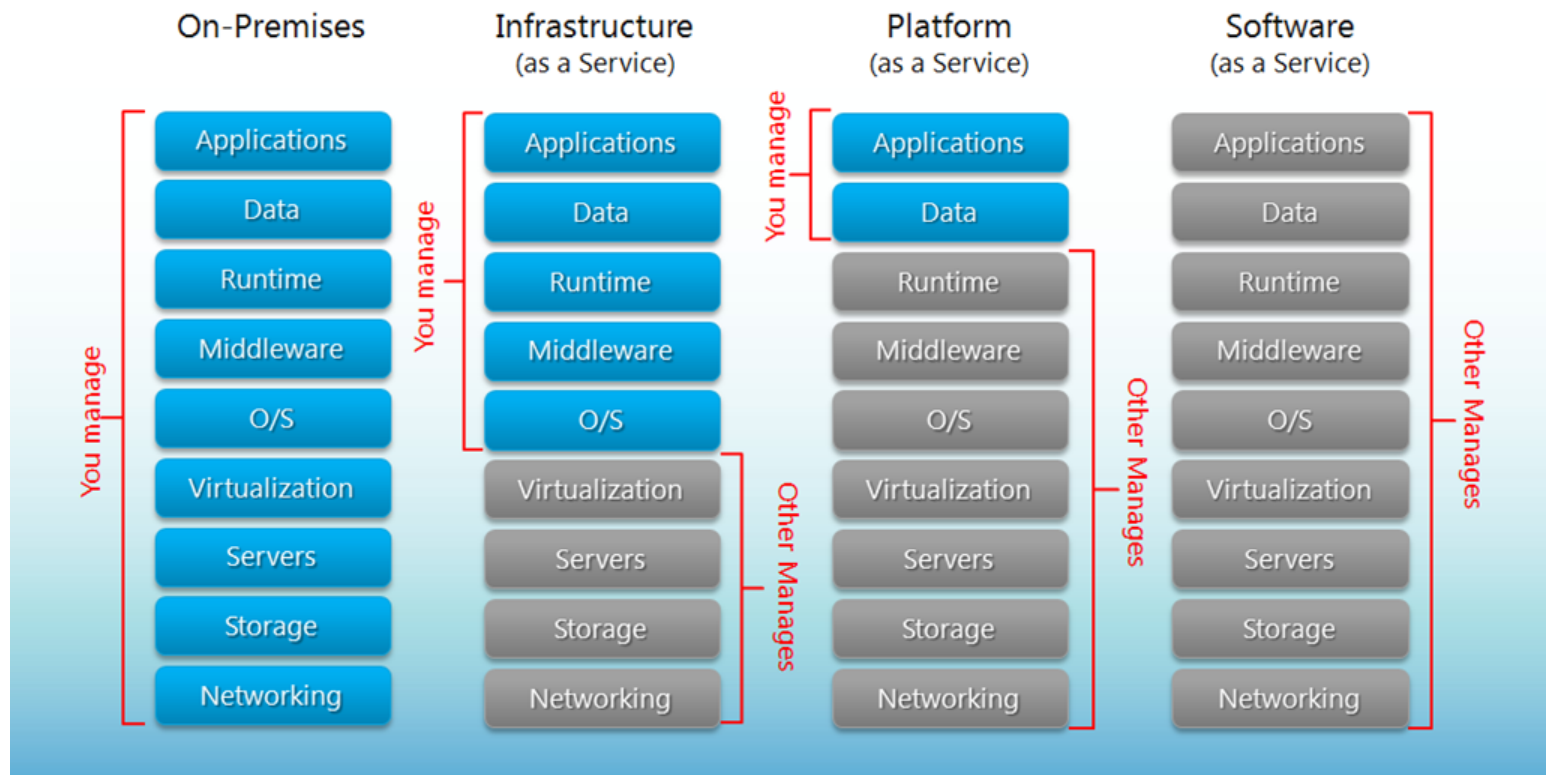 On-Premises
You manage
Applications
Data
Runtime
Middleware
O/S
Virtualization
Servers
Storage
Networking
Infrastructure
(as a Service)
You manage
Applications
Data
Runtime
Middleware
O/S
Virtualization
Servers
Storage
Networking
Other Manages
Platform
(as a Service)
You manage
Applications
Data
Runtime
Middleware
O/S
Virtualization
Servers
Storage
Networking
Other Manages
Software
(as a Service)
Applications
Data
Runtime
Middleware
O/S
Virtualization
Servers
Storage
Networking
Other Manages